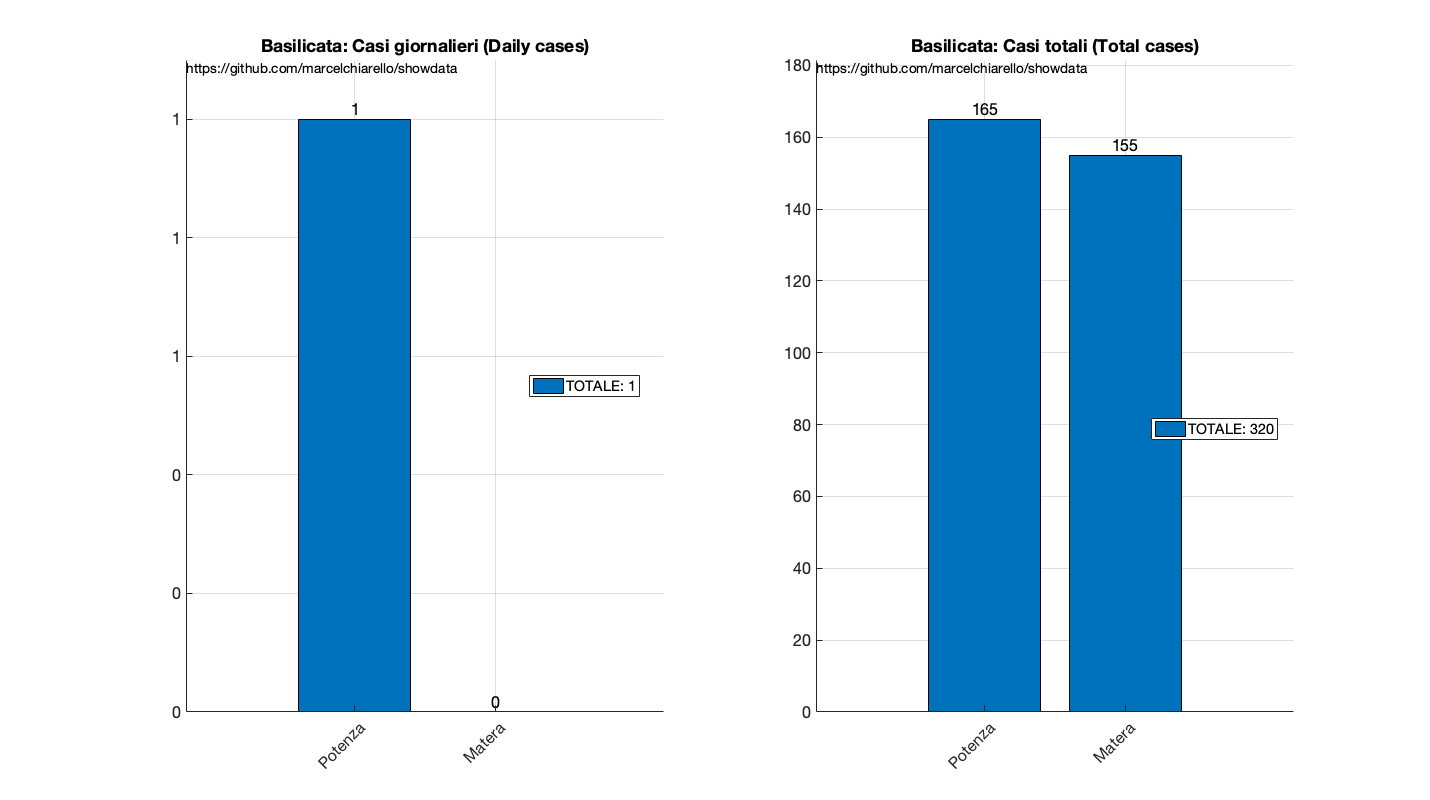 Basilicata: Casi giornalieri (Daily cases)
https://github.com/marcelchiarello/showdata
1
1
1
1
0
0
0
0
TOTALE: 1
Potenza
Matera
Basilicata: Casi totali (Total cases)
https://github.com/marcelchiarello/showdata
180
165
160
155
140
120
100
80
60
40
20
0
TOTALE: 320
Potenza
Matera